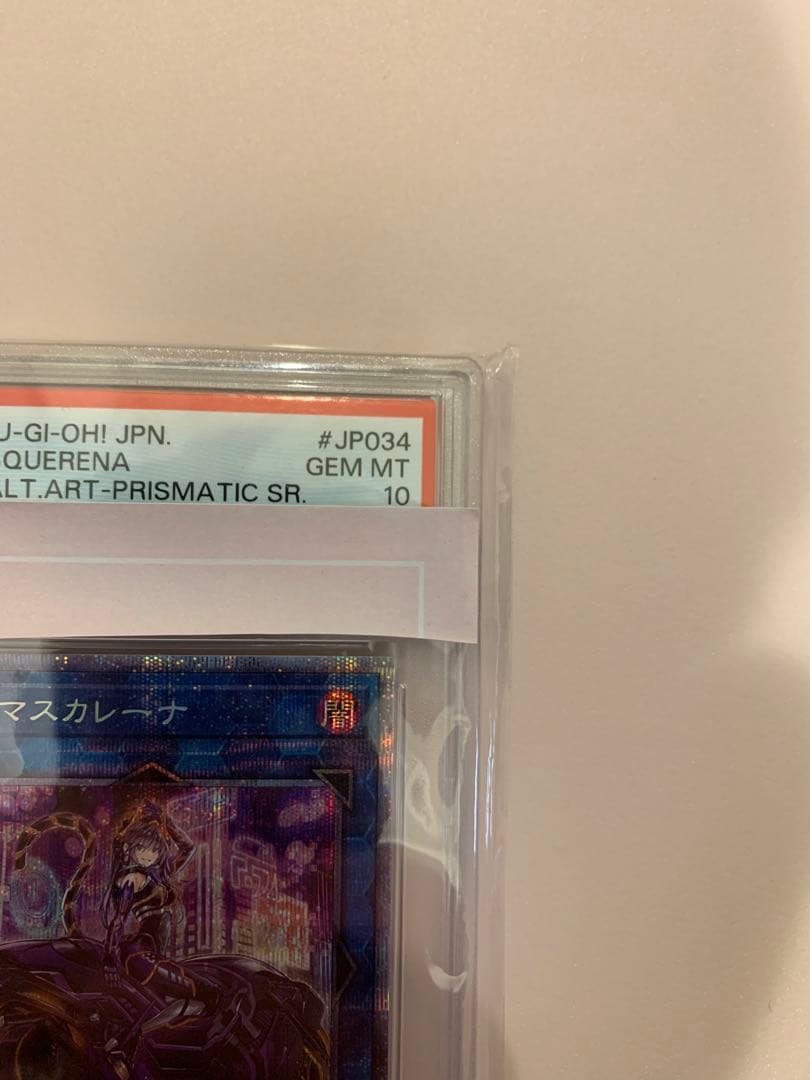 U-GI-OH! JPN. #JP034
QUERENA GEM MT
ALT.ART-PRISMATIC SR. 10
マスカレーナ 闇